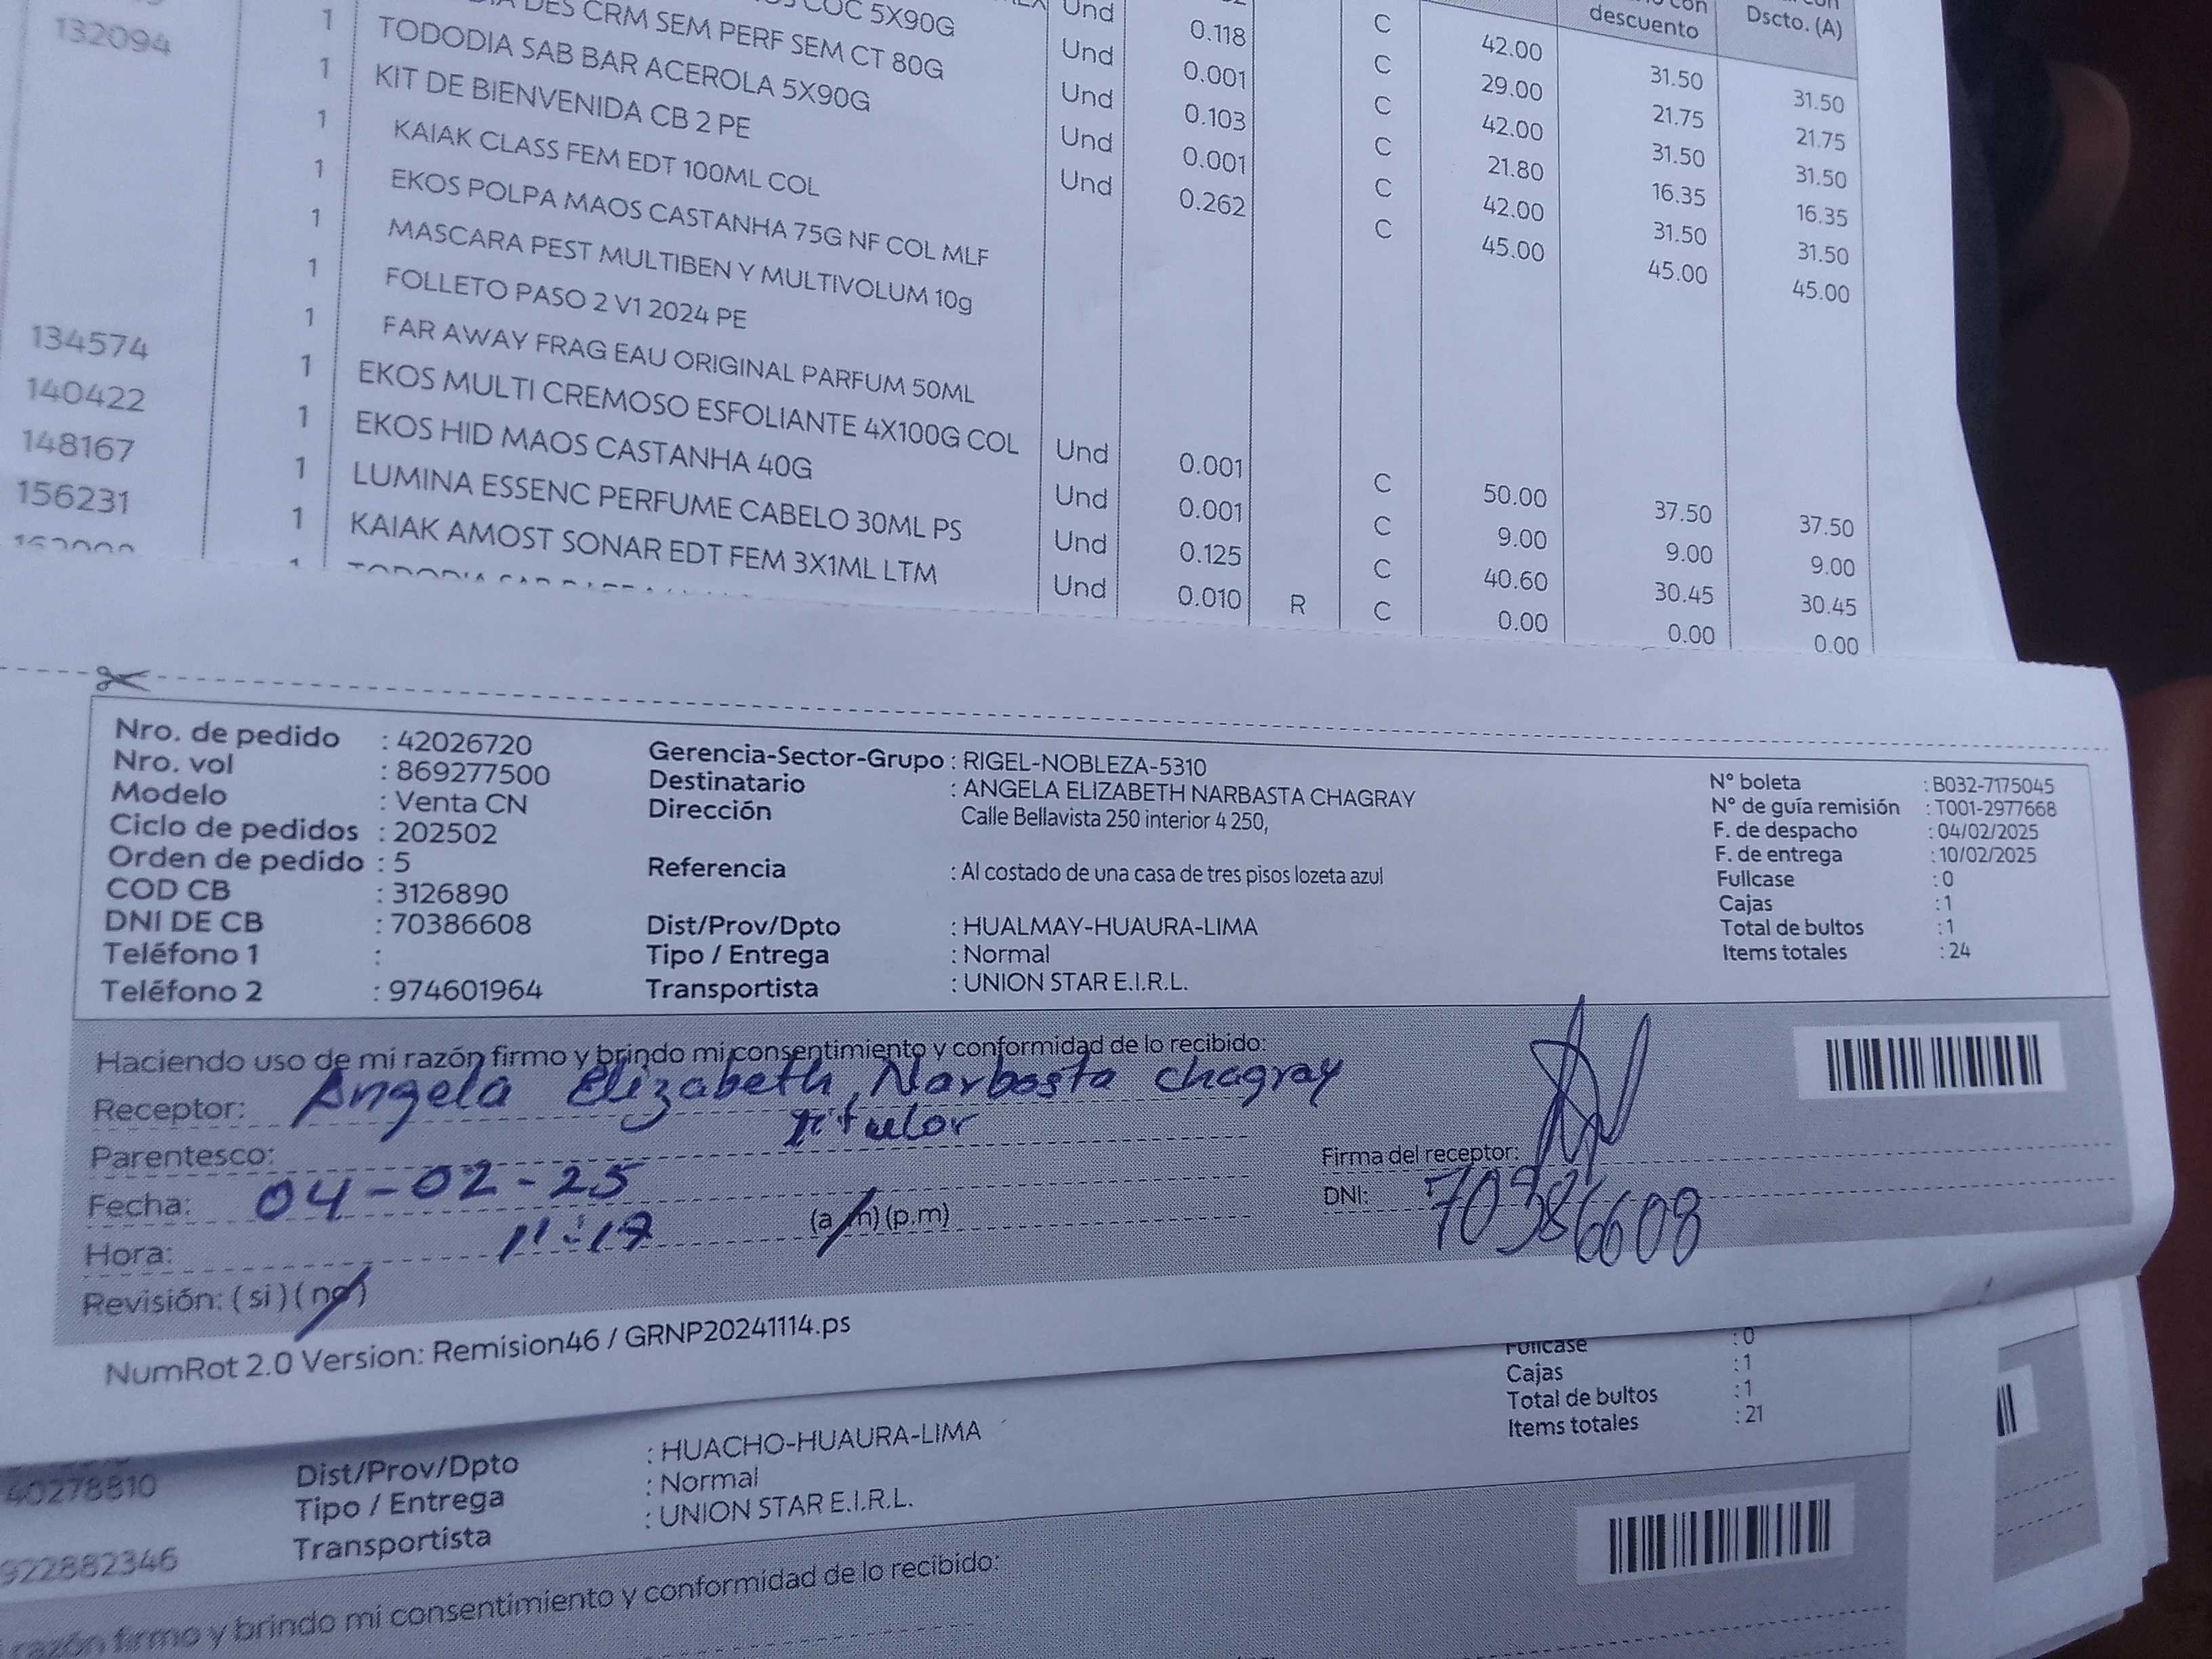 COC 5X90G Und 0.118 C 42.00 31.50 31.50
132094 1 DES CRM SEM PERF SEM CT 80G Und 0.001 C 29.00 21.75 21.75
1 TODODIA SAB BAR ACEROLA 5X90G Und 0.103 C 42.00 31.50 31.50
1 KIT DE BIENVENIDA CB 2 PE Und 0.001 C 21.80 16.35 16.35
1 KAIAK CLASS FEM EDT 100ML COL Und 0.262 C 42.00 31.50 31.50
1 EKOS POLPA MAOS CASTANHA 75G NF COL MLF C 45.00 45.00 45.00
1 MASCARA PEST MULTIBEN Y MULTIVOLUM 10g
1 FOLLETO PASO 2 V1 2024 PE
1 FAR AWAY FRAG EAU ORIGINAL PARFUM 50ML
134574 1 EKOS MULTI CREMOSO ESFOLIANTE 4X100G COL Und 0.001 C 50.00 37.50 37.50
140422 1 EKOS HID MAOS CASTANHA 40G Und 0.001 C 9.00 9.00 9.00
148167 1 LUMINA ESSENC PERFUME CABELO 30ML PS Und 0.125 C 40.60 30.45 30.45
156231 1 KAIAK AMOST SONAR EDT FEM 3X1ML LTM Und 0.010 R C 0.00 0.00 0.00
descuento Dscto. (A)
Nro. de pedido : 42026720
Nro. vol : 869277500
Modelo : Venta CN
Ciclo de pedidos : 202502
Orden de pedido : 5
COD CB : 3126890
DNI DE CB : 70386608
Teléfono 1 :
Teléfono 2 : 974601964
Gerencia-Sector-Grupo : RIGEL-NOBLEZA-5310
Destinatario : ANGELA ELIZABETH NARBASTA CHAGRAY
Dirección Calle Bellavista 250 interior 4 250,
Referencia : Al costado de una casa de tres pisos lozeta azul
Dist/Prov/Dpto : HUALMAY-HUAURA-LIMA
Tipo / Entrega : Normal
Transportista : UNION STAR E.I.R.L.
N° boleta : B032-7175045
N° de guía remisión : T001-2977668
F. de despacho : 04/02/2025
F. de entrega : 10/02/2025
Fullcase : 0
Cajas : 1
Total de bultos : 1
Items totales : 24
Haciendo uso de mi razón firmo y brindo mi consentimiento y conformidad de lo recibido:
Receptor: Angela Elizabeth Narbasta chagray
Parentesco: titular
Fecha: 04-02-25
Hora: 11:17 (a.m) (p.m)
Revisión: ( si ) ( no )
Firma del receptor:
DNI: 70386608
NumRot 2.0 Version: Remision46 / GRNP20241114.ps
Fullcase : 0
Cajas : 1
Total de bultos : 1
Items totales : 21
40278810
922882346
Dist/Prov/Dpto : HUACHO-HUAURA-LIMA
Tipo / Entrega : Normal
Transportista : UNION STAR E.I.R.L.
razón firmo y brindo mi consentimiento y conformidad de lo recibido: